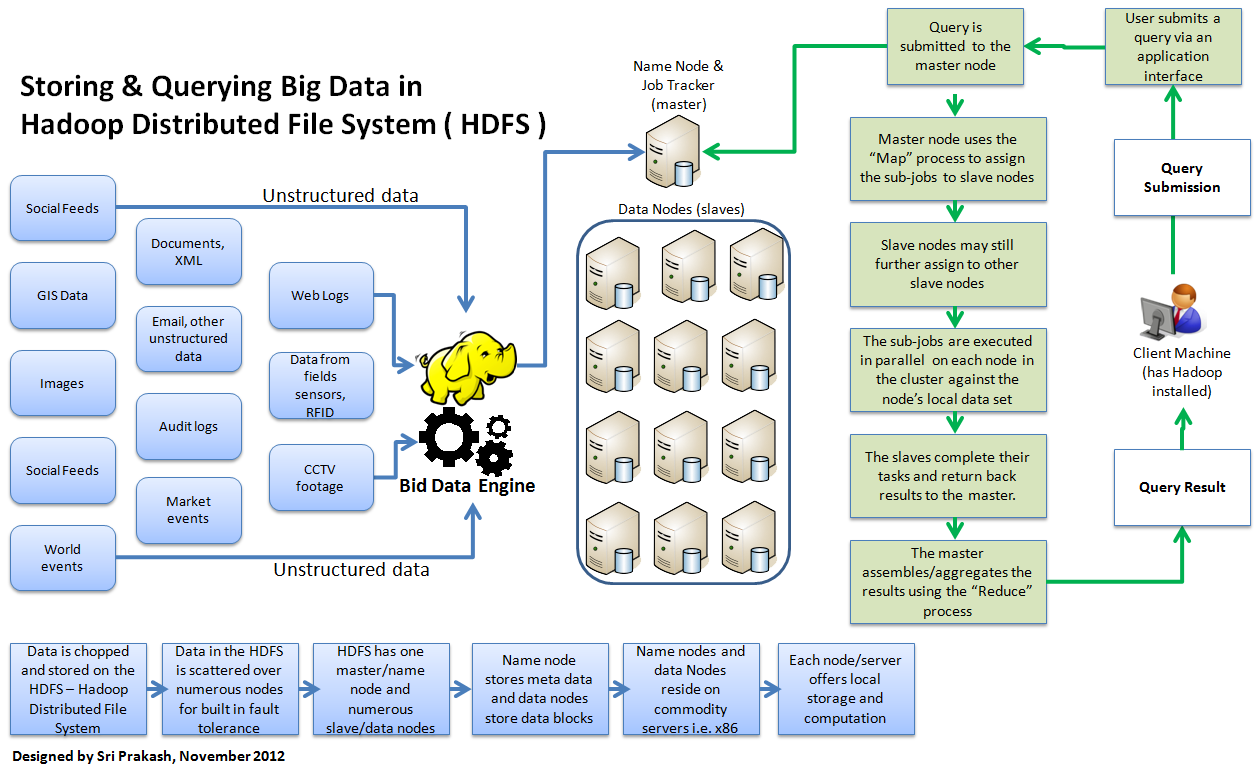 Storing & Querying Big Data in
Hadoop Distributed File System ( HDFS )
Social Feeds
GIS Data
Images
Social Feeds
World
events
Documents,
XML
Email, other
unstructured
data
Audit logs
Market
events
Unstructured data
Web Logs
Data from
fields
sensors,
RFID
CCTV
footage
Bid Data Engine
Unstructured data
Name Node &
Job Tracker
(master)
Data Nodes (slaves)
Query is
submitted to the
master node
Master node uses the
“Map” process to assign
the sub-jobs to slave nodes
Slave nodes may still
further assign to other
slave nodes
The sub-jobs are executed
in parallel on each node in
the cluster against the
node’s local data set
The slaves complete their
tasks and return back
results to the master.
The master
assembles/aggregates the
results using the “Reduce”
process
User submits a
query via an
application
interface
Query
Submission
Client Machine
(has Hadoop
installed)
Query Result
Data is chopped
and stored on the
HDFS – Hadoop
Distributed File
System
Data in the HDFS
is scattered over
numerous nodes
for built in fault
tolerance
HDFS has one
master/name
node and
numerous
slave/data nodes
Name node
stores meta data
and data nodes
store data blocks
Name nodes and
data Nodes
reside on
commodity
servers i.e. x86
Each node/server
offers local
storage and
computation
Designed by Sri Prakash, November 2012